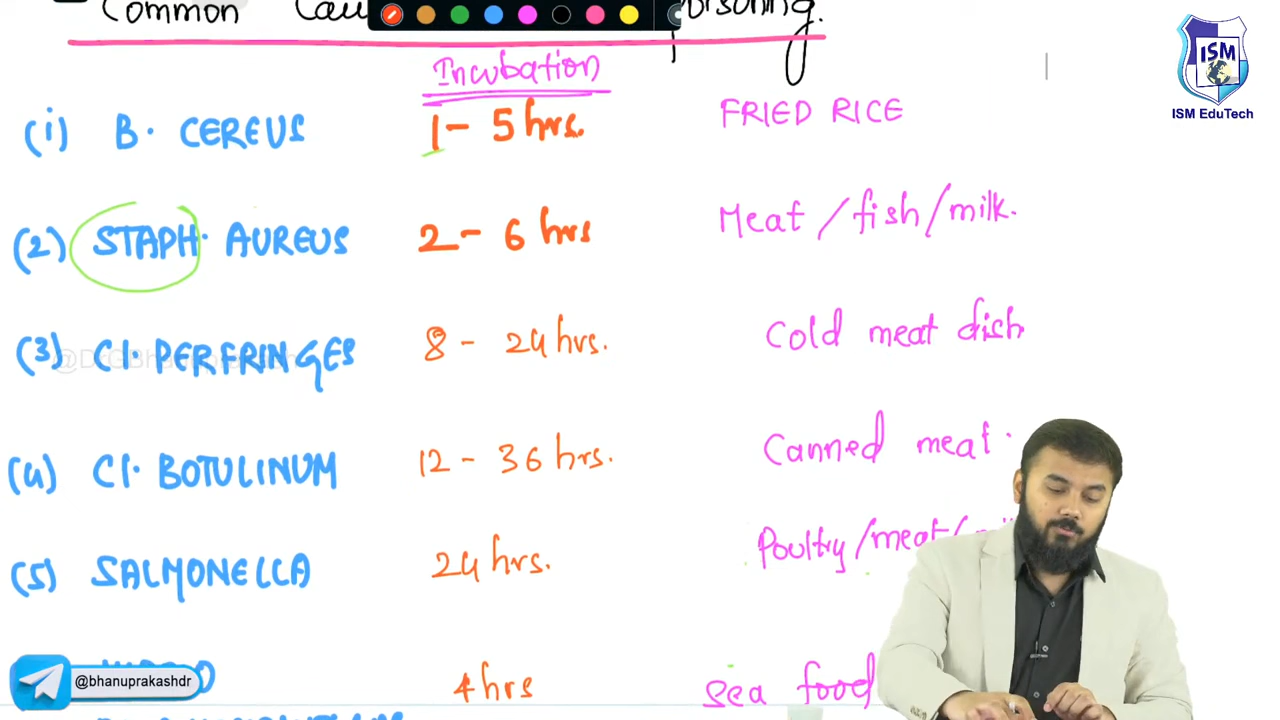 Common
ISM
ISM EduTech
Incubation
(i) B. CEREUS 1 - 5 hrs. FRIED RICE
(2) STAPH. AUREUS 2 - 6 hrs Meat / fish / milk.
(3) Cl. PERFRINGES 8 - 24 hrs. Cold meat dish
(4) Cl. BOTULINUM 12 - 36 hrs. Canned meat.
(5) SALMONELLA 24 hrs. Poultry / meat /
4 hrs sea food
@bhanuprakashdr